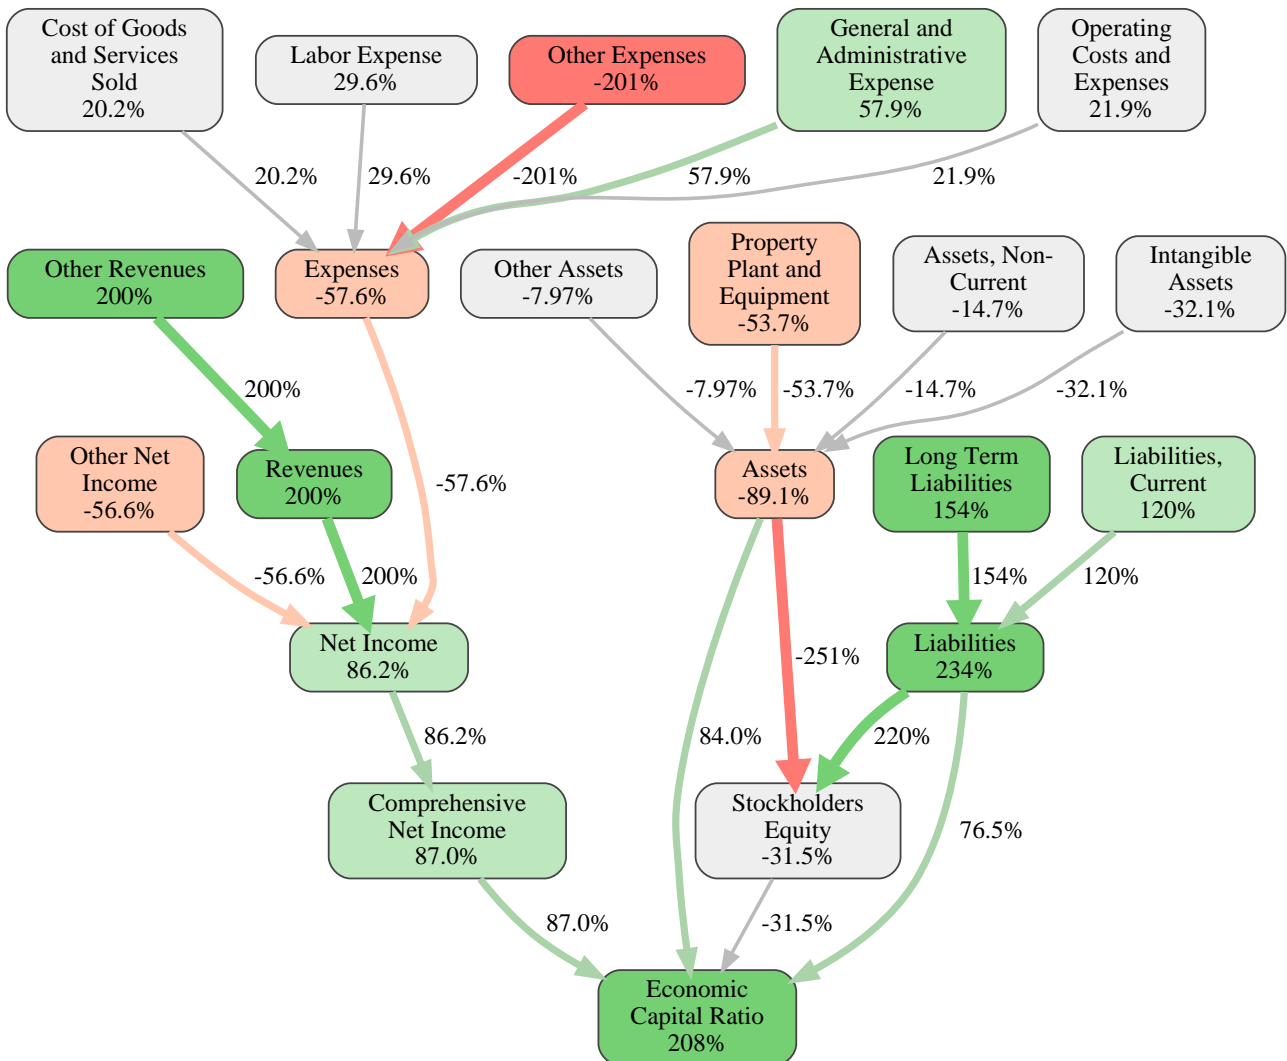 Cost of Goods
and Services
Sold
20.2%
Labor Expense
29.6%
Other Expenses
-201%
General and
Administrative
Expense
57.9%
Operating
Costs and
Expenses
21.9%
20.2%
29.6%
-201%
57.9%
21.9%
Other Revenues
200%
Expenses
-57.6%
Other Assets
-7.97%
Property
Plant and
Equipment
-53.7%
Assets, Non-
Current
-14.7%
Intangible
Assets
-32.1%
200%
-7.97%
-53.7%
-14.7%
-32.1%
Other Net
Income
-56.6%
Revenues
200%
-57.6%
Assets
-89.1%
Long Term
Liabilities
154%
Liabilities,
Current
120%
-56.6%
200%
154%
120%
Net Income
86.2%
-251%
Liabilities
234%
86.2%
84.0%
220%
Comprehensive
Net Income
87.0%
Stockholders
Equity
-31.5%
76.5%
87.0%
-31.5%
Economic
Capital Ratio
208%